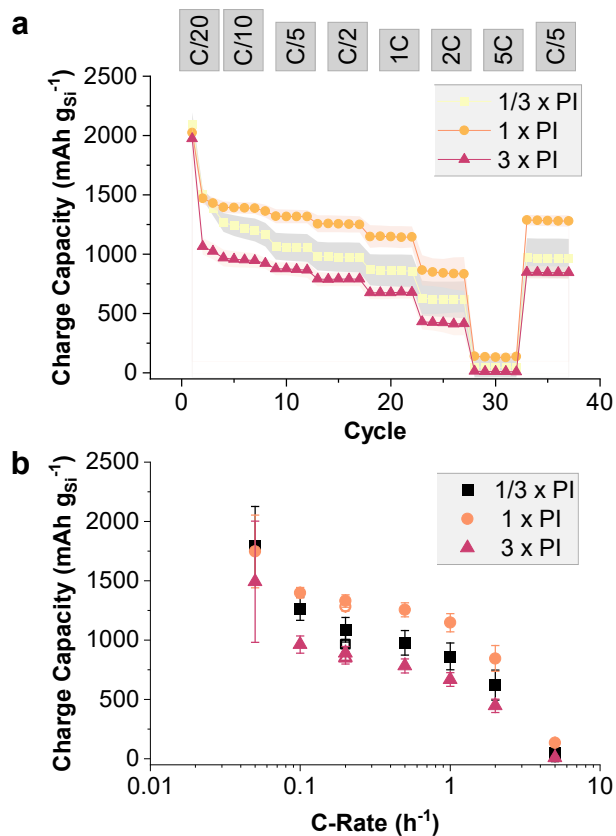 a
C/20 C/10 C/5 C/2 1C 2C 5C C/5
2500
2000
1500
1000
500
0
Charge Capacity (mAh g_Si^-1)
1/3 x PI
1 x PI
3 x PI
0 10 20 30 40
Cycle
b
2500
2000
1500
1000
500
0
Charge Capacity (mAh g_Si^-1)
1/3 x PI
1 x PI
3 x PI
0.01 0.1 1 10
C-Rate (h^-1)